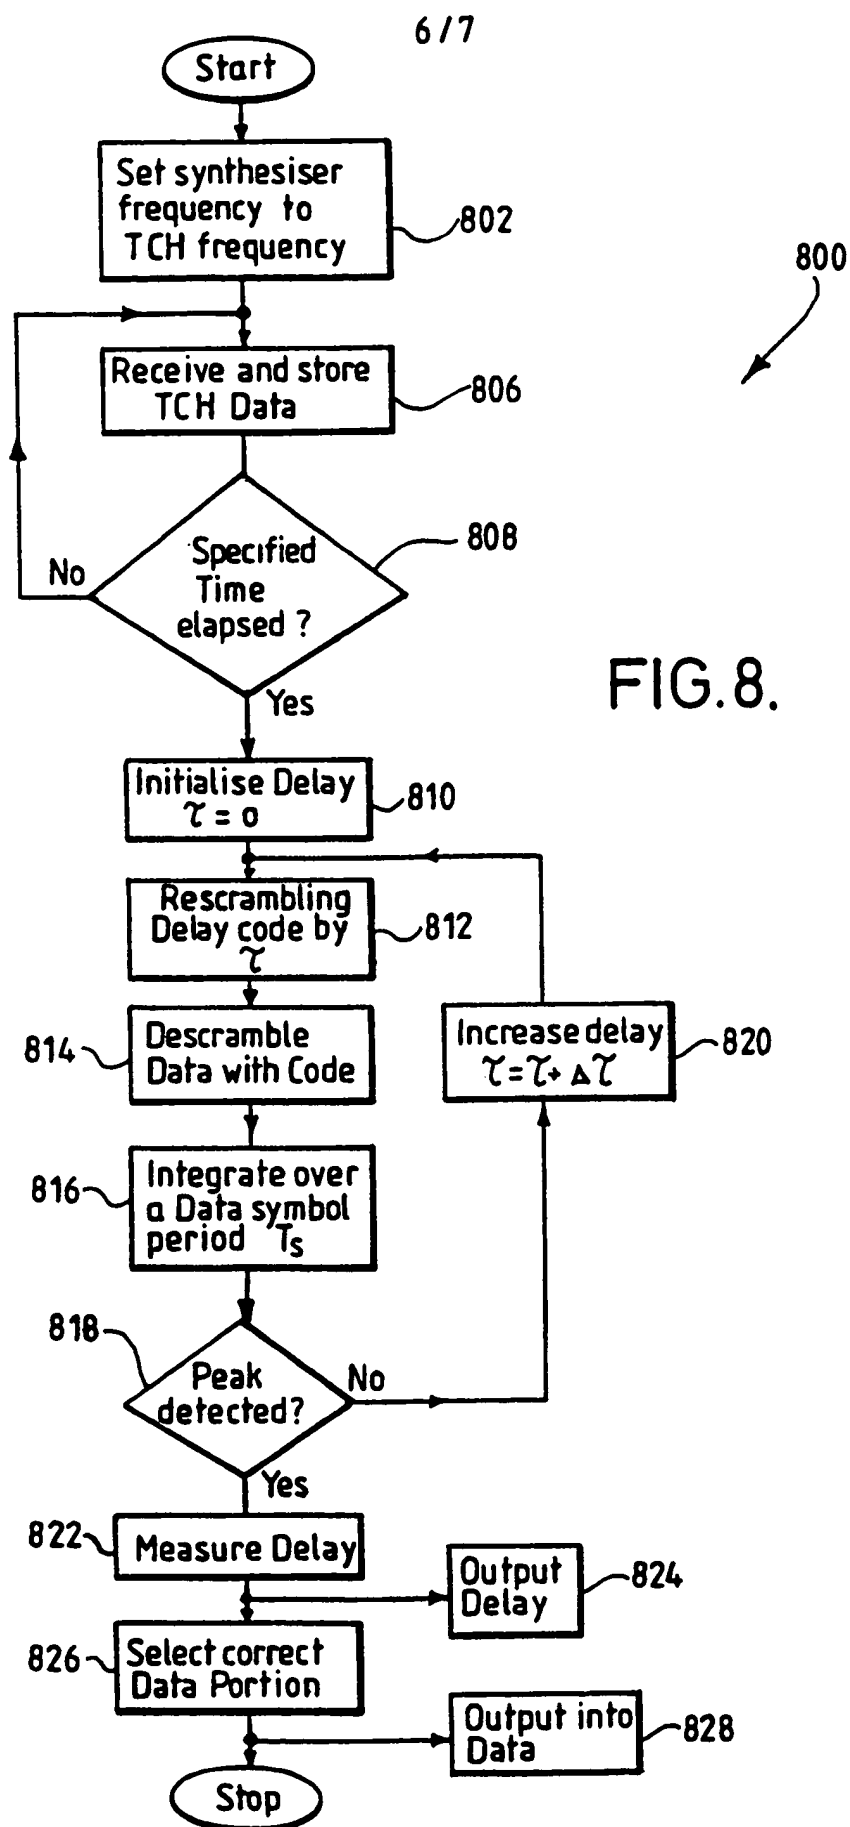 6/7
Start
Set synthesiser
frequency to
TCH frequency
802
800
Receive and store
TCH Data
806
Specified
Time
elapsed?
808
No
Yes
FIG.8.
Initialise Delay
τ = 0
810
Rescrambling
Delay code by
τ
812
814
Descramble
Data with Code
Increase delay
τ=τ+ Δτ
820
816
Integrate over
a Data symbol
period Ts
818
Peak
detected?
No
Yes
822
Measure Delay
Output
Delay
824
826
Select correct
Data Portion
Output into
Data
828
Stop